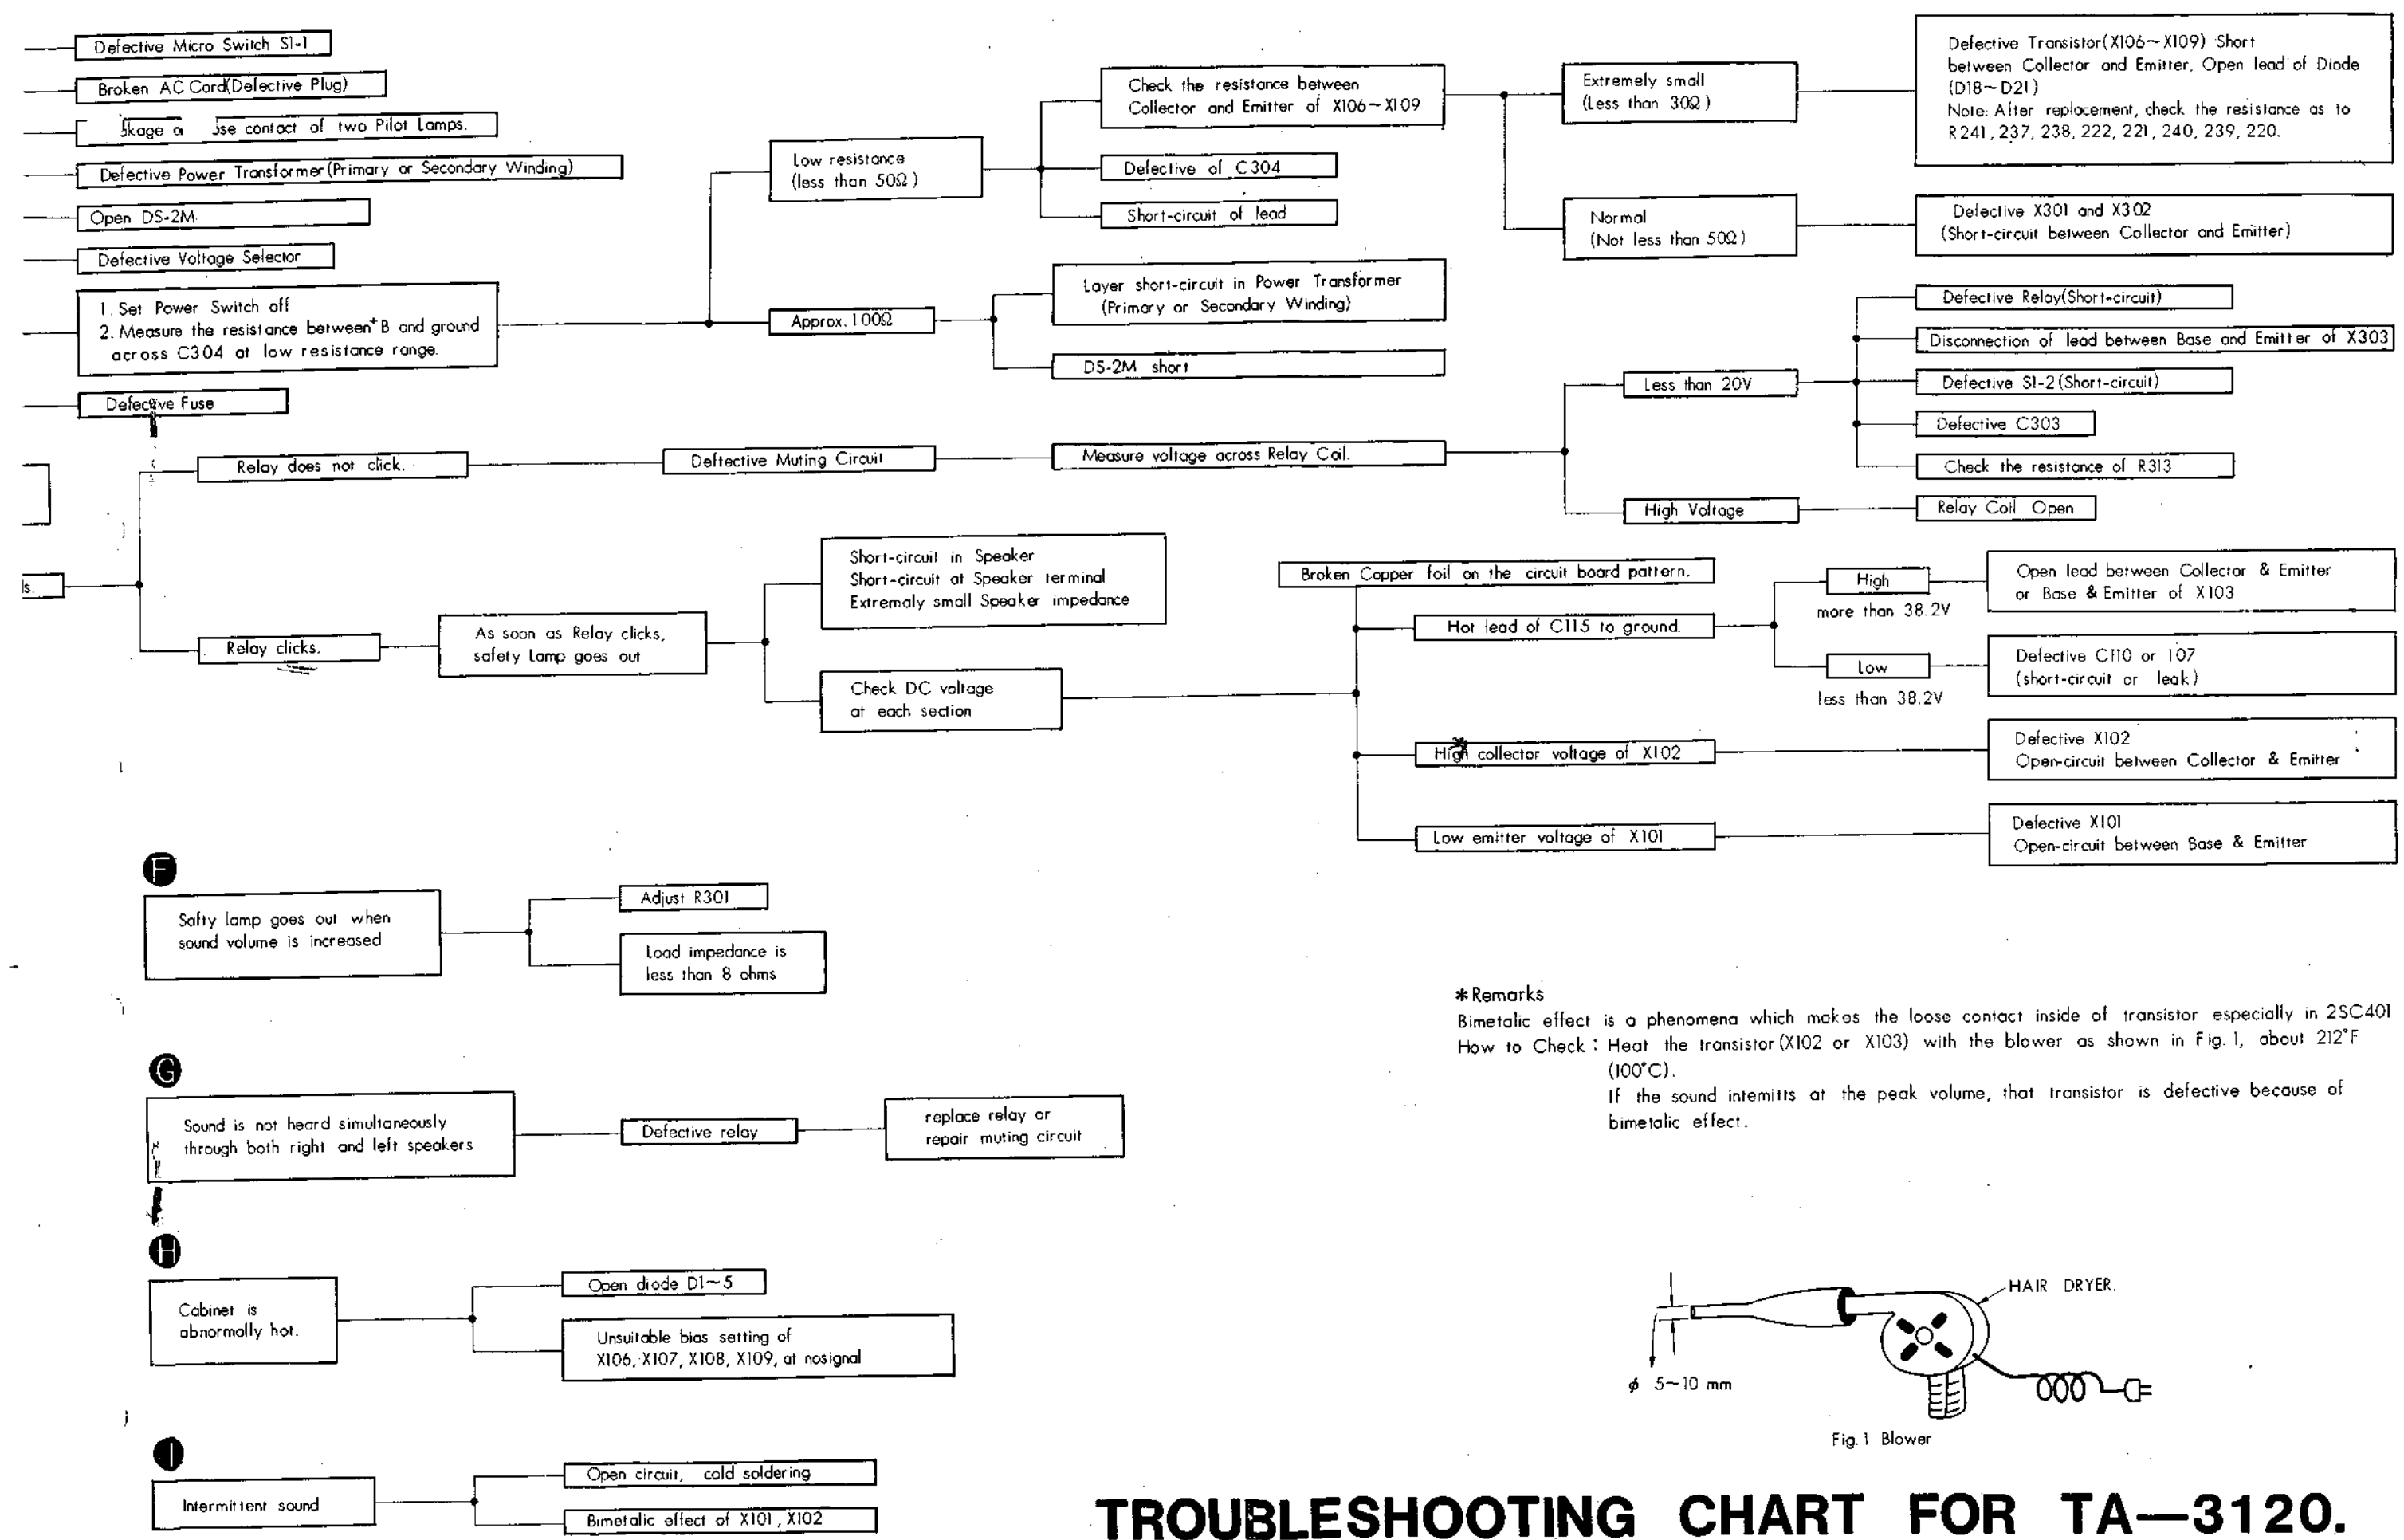 Defective Micro Switch S1-1
Broken AC Cord(Defective Plug)
contact of two Pilot Lamps.
Defective Power Transformer(Primary or Secondary Winding)
Open DS-2M
Defective Voltage Selector
1. Set Power Switch off
2. Measure the resistance between +B and ground
across C304 at low resistance range.
Defective Fuse
Low resistance
(less than 50Ω)
Approx. 100Ω
Check the resistance between
Collector and Emitter of X106~X109
Defective of C304
Short-circuit of lead
Layer short-circuit in Power Transformer
(Primary or Secondary Winding)
DS-2M short
Extremely small
(Less than 30Ω)
Normal
(Not less than 50Ω)
Defective Transistor(X106~X109) Short
between Collector and Emitter, Open lead of Diode
(D18~D21)
Note: After replacement, check the resistance as to
R241, 237, 238, 222, 221, 240, 239, 220.
Defective X301 and X302
(Short-circuit between Collector and Emitter)
Relay does not click.
Deftective Muting Circuit
Measure voltage across Relay Coil.
Less than 20V
High Voltage
Defective Relay(Short-circuit)
Disconnection of lead between Base and Emitter of X303
Defective S1-2(Short-circuit)
Defective C303
Check the resistance of R313
Relay Coil Open
ls.
Relay clicks.
As soon as Relay clicks,
safety lamp goes out
Short-circuit in Speaker
Short-circuit at Speaker terminal
Extremaly small Speaker impedance
Check DC voltage
at each section
Broken Copper foil on the circuit board pattern.
Hot lead of C115 to ground.
High
more than 38.2V
Low
less than 38.2V
Open lead between Collector & Emitter
or Base & Emitter of X103
Defective C110 or 107
(short-circuit or leak)
High* collector voltage of X102
Defective X102
Open-circuit between Collector & Emitter
Low emitter voltage of X101
Defective X101
Open-circuit between Base & Emitter
F
Safty lamp goes out when
sound volume is increased
Adjust R301
Load impedance is
less than 8 ohms
*Remarks
Bimetalic effect is a phenomena which makes the loose contact inside of transistor especially in 2SC401
How to Check : Heat the transistor(X102 or X103) with the blower as shown in Fig. 1, about 212°F
(100°C).
If the sound intemitts at the peak volume, that transistor is defective because of
bimetalic effect.
G
Sound is not heard simultaneously
through both right and left speakers
Defective relay
replace relay or
repair muting circuit
H
Cabinet is
abnormally hot.
Open diode D1~5
Unsuitable bias setting of
X106, X107, X108, X109, at nosignal
HAIR DRYER.
φ 5~10 mm
Fig. 1 Blower
I
Intermittent sound
Open circuit, cold soldering
Bimetalic effect of X101, X102
TROUBLESHOOTING CHART FOR TA—3120.